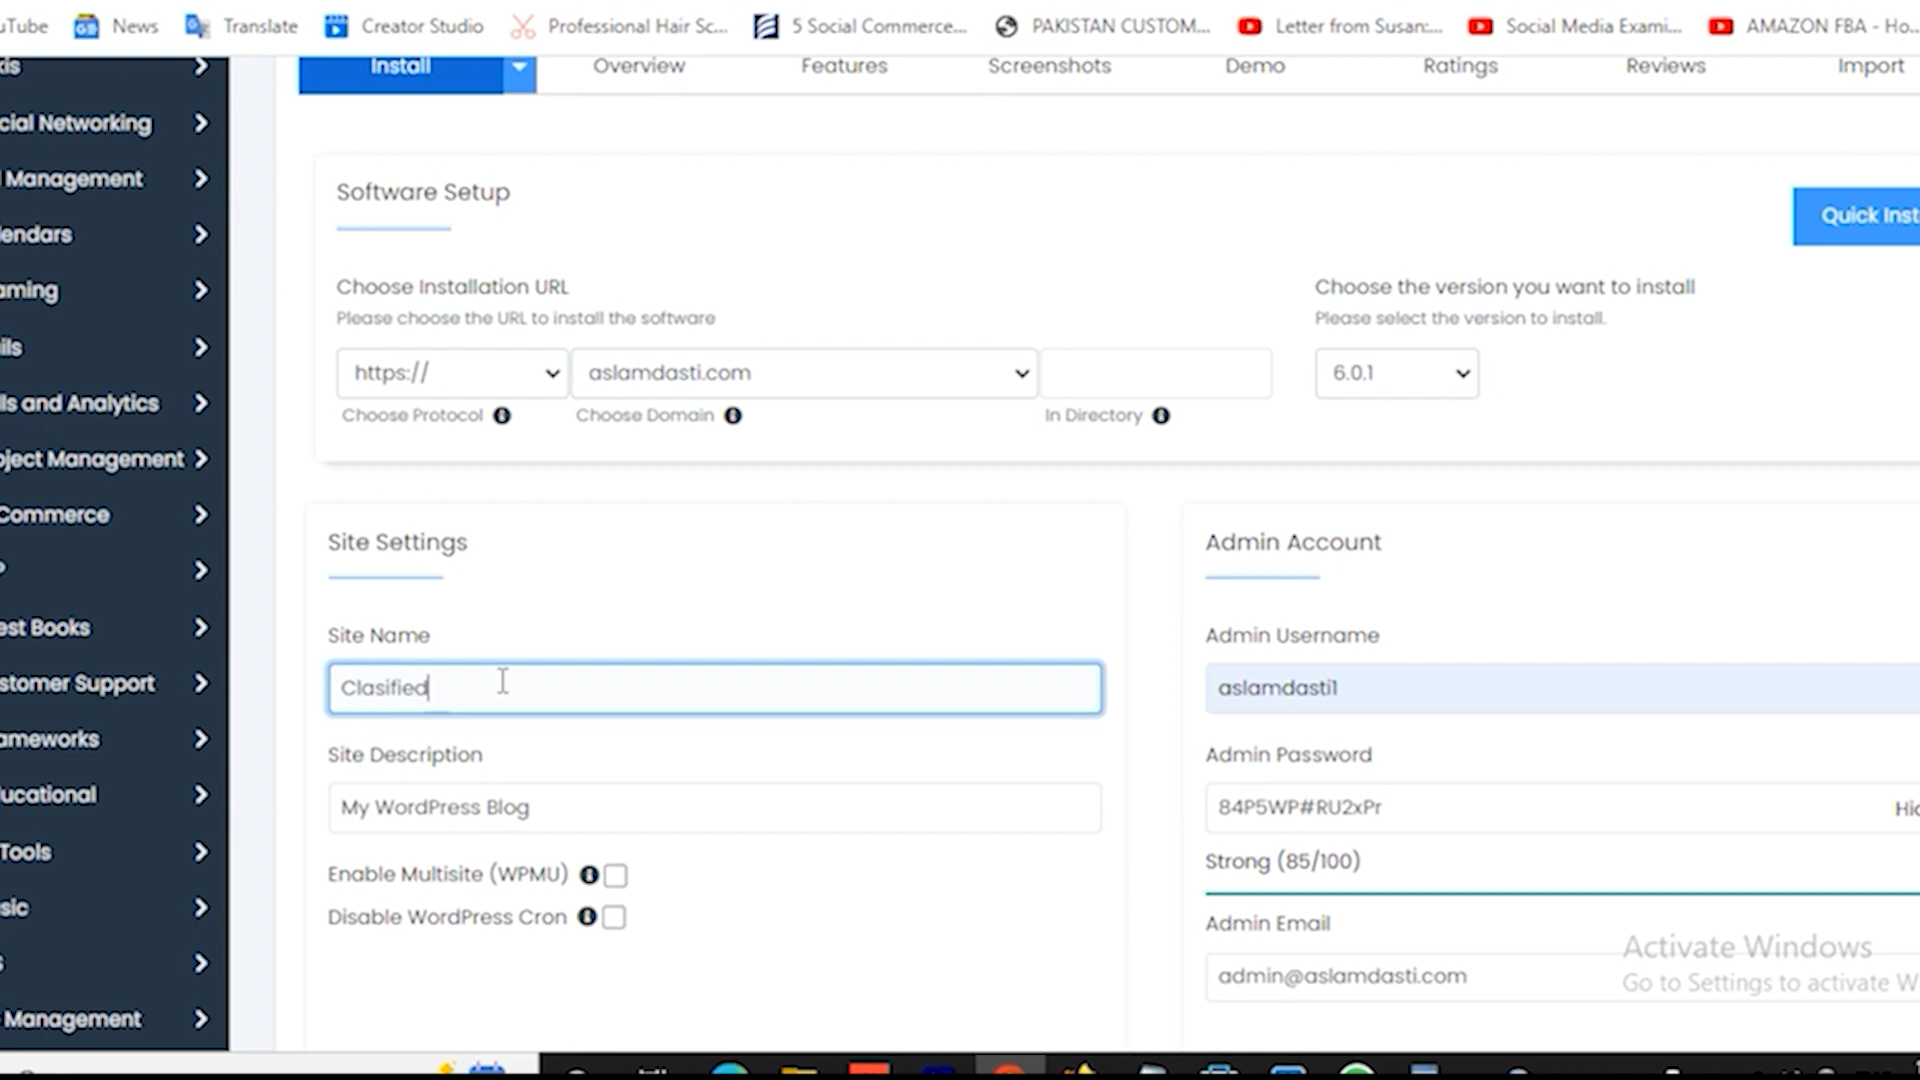 uTube News Translate Creator Studio Professional Hair Sc... 5 Social Commerce... PAKISTAN CUSTOM... Letter from Susan:... Social Media Exami... AMAZON FBA - Ho...
kis
Install Overview Features Screenshots Demo Ratings Reviews Import
cial Networking
l Management
lendars
aming
ils
lls and Analytics
oject Management
Commerce
P
est Books
stomer Support
ameworks
ducational
Tools
sic
S
Management
Software Setup
Quick Inst
Choose Installation URL
Please choose the URL to install the software
https:// aslamdasti.com
Choose Protocol Choose Domain In Directory
Choose the version you want to install
Please select the version to install.
6.0.1
Site Settings
Site Name
Clasified
Site Description
My WordPress Blog
Enable Multisite (WPMU)
Disable WordPress Cron
Admin Account
Admin Username
aslamdasti1
Admin Password
84P5WP#RU2xPr Hid
Strong (85/100)
Admin Email
admin@aslamdasti.com
Activate Windows
Go to Settings to activate W